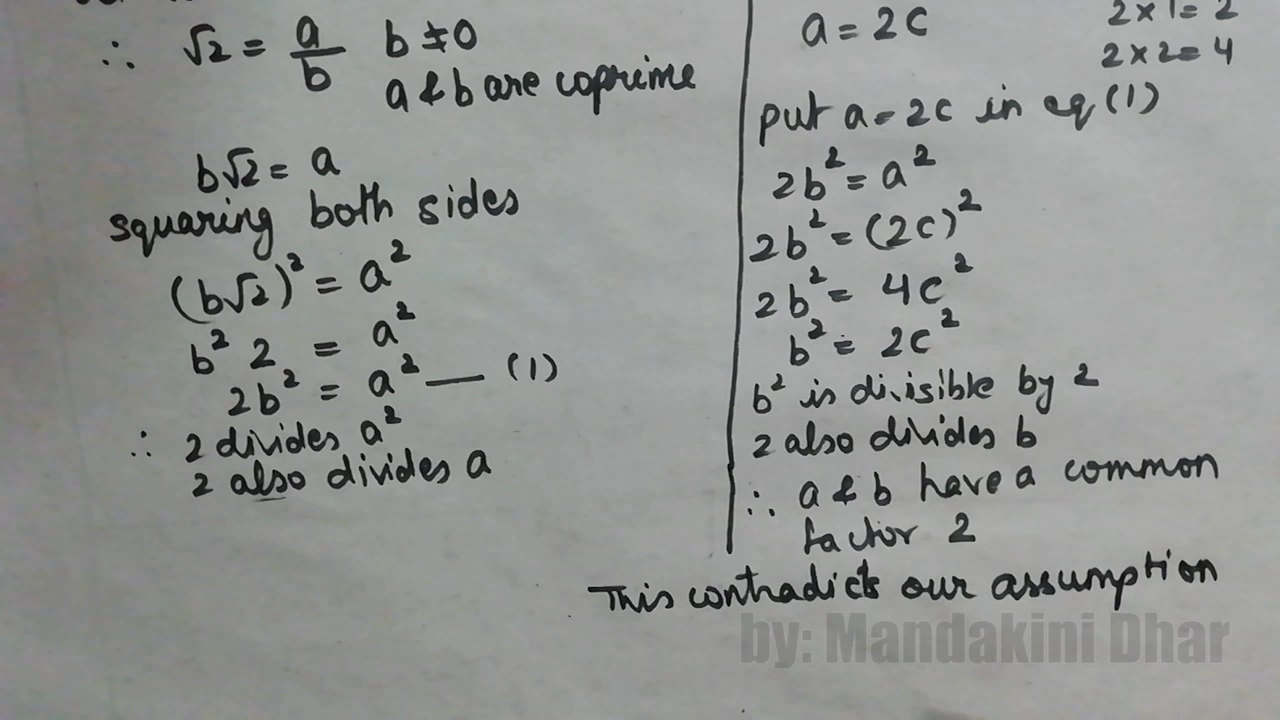 ∴ √2 = a/b b ≠ 0
a & b are coprime
b√2 = a
squaring both sides
(b√2)² = a²
b² 2 = a²
2b² = a² — (1)
∴ 2 divides a²
2 also divides a
a = 2c
2 × 1 = 2
2 × 2 = 4
put a = 2c in eq (1)
2b² = a²
2b² = (2c)²
2b² = 4c²
b² = 2c²
b² is divisible by 2
2 also divides b
∴ a & b have a common
factor 2
This contradicts our assumption
by: Mandakini Dhar